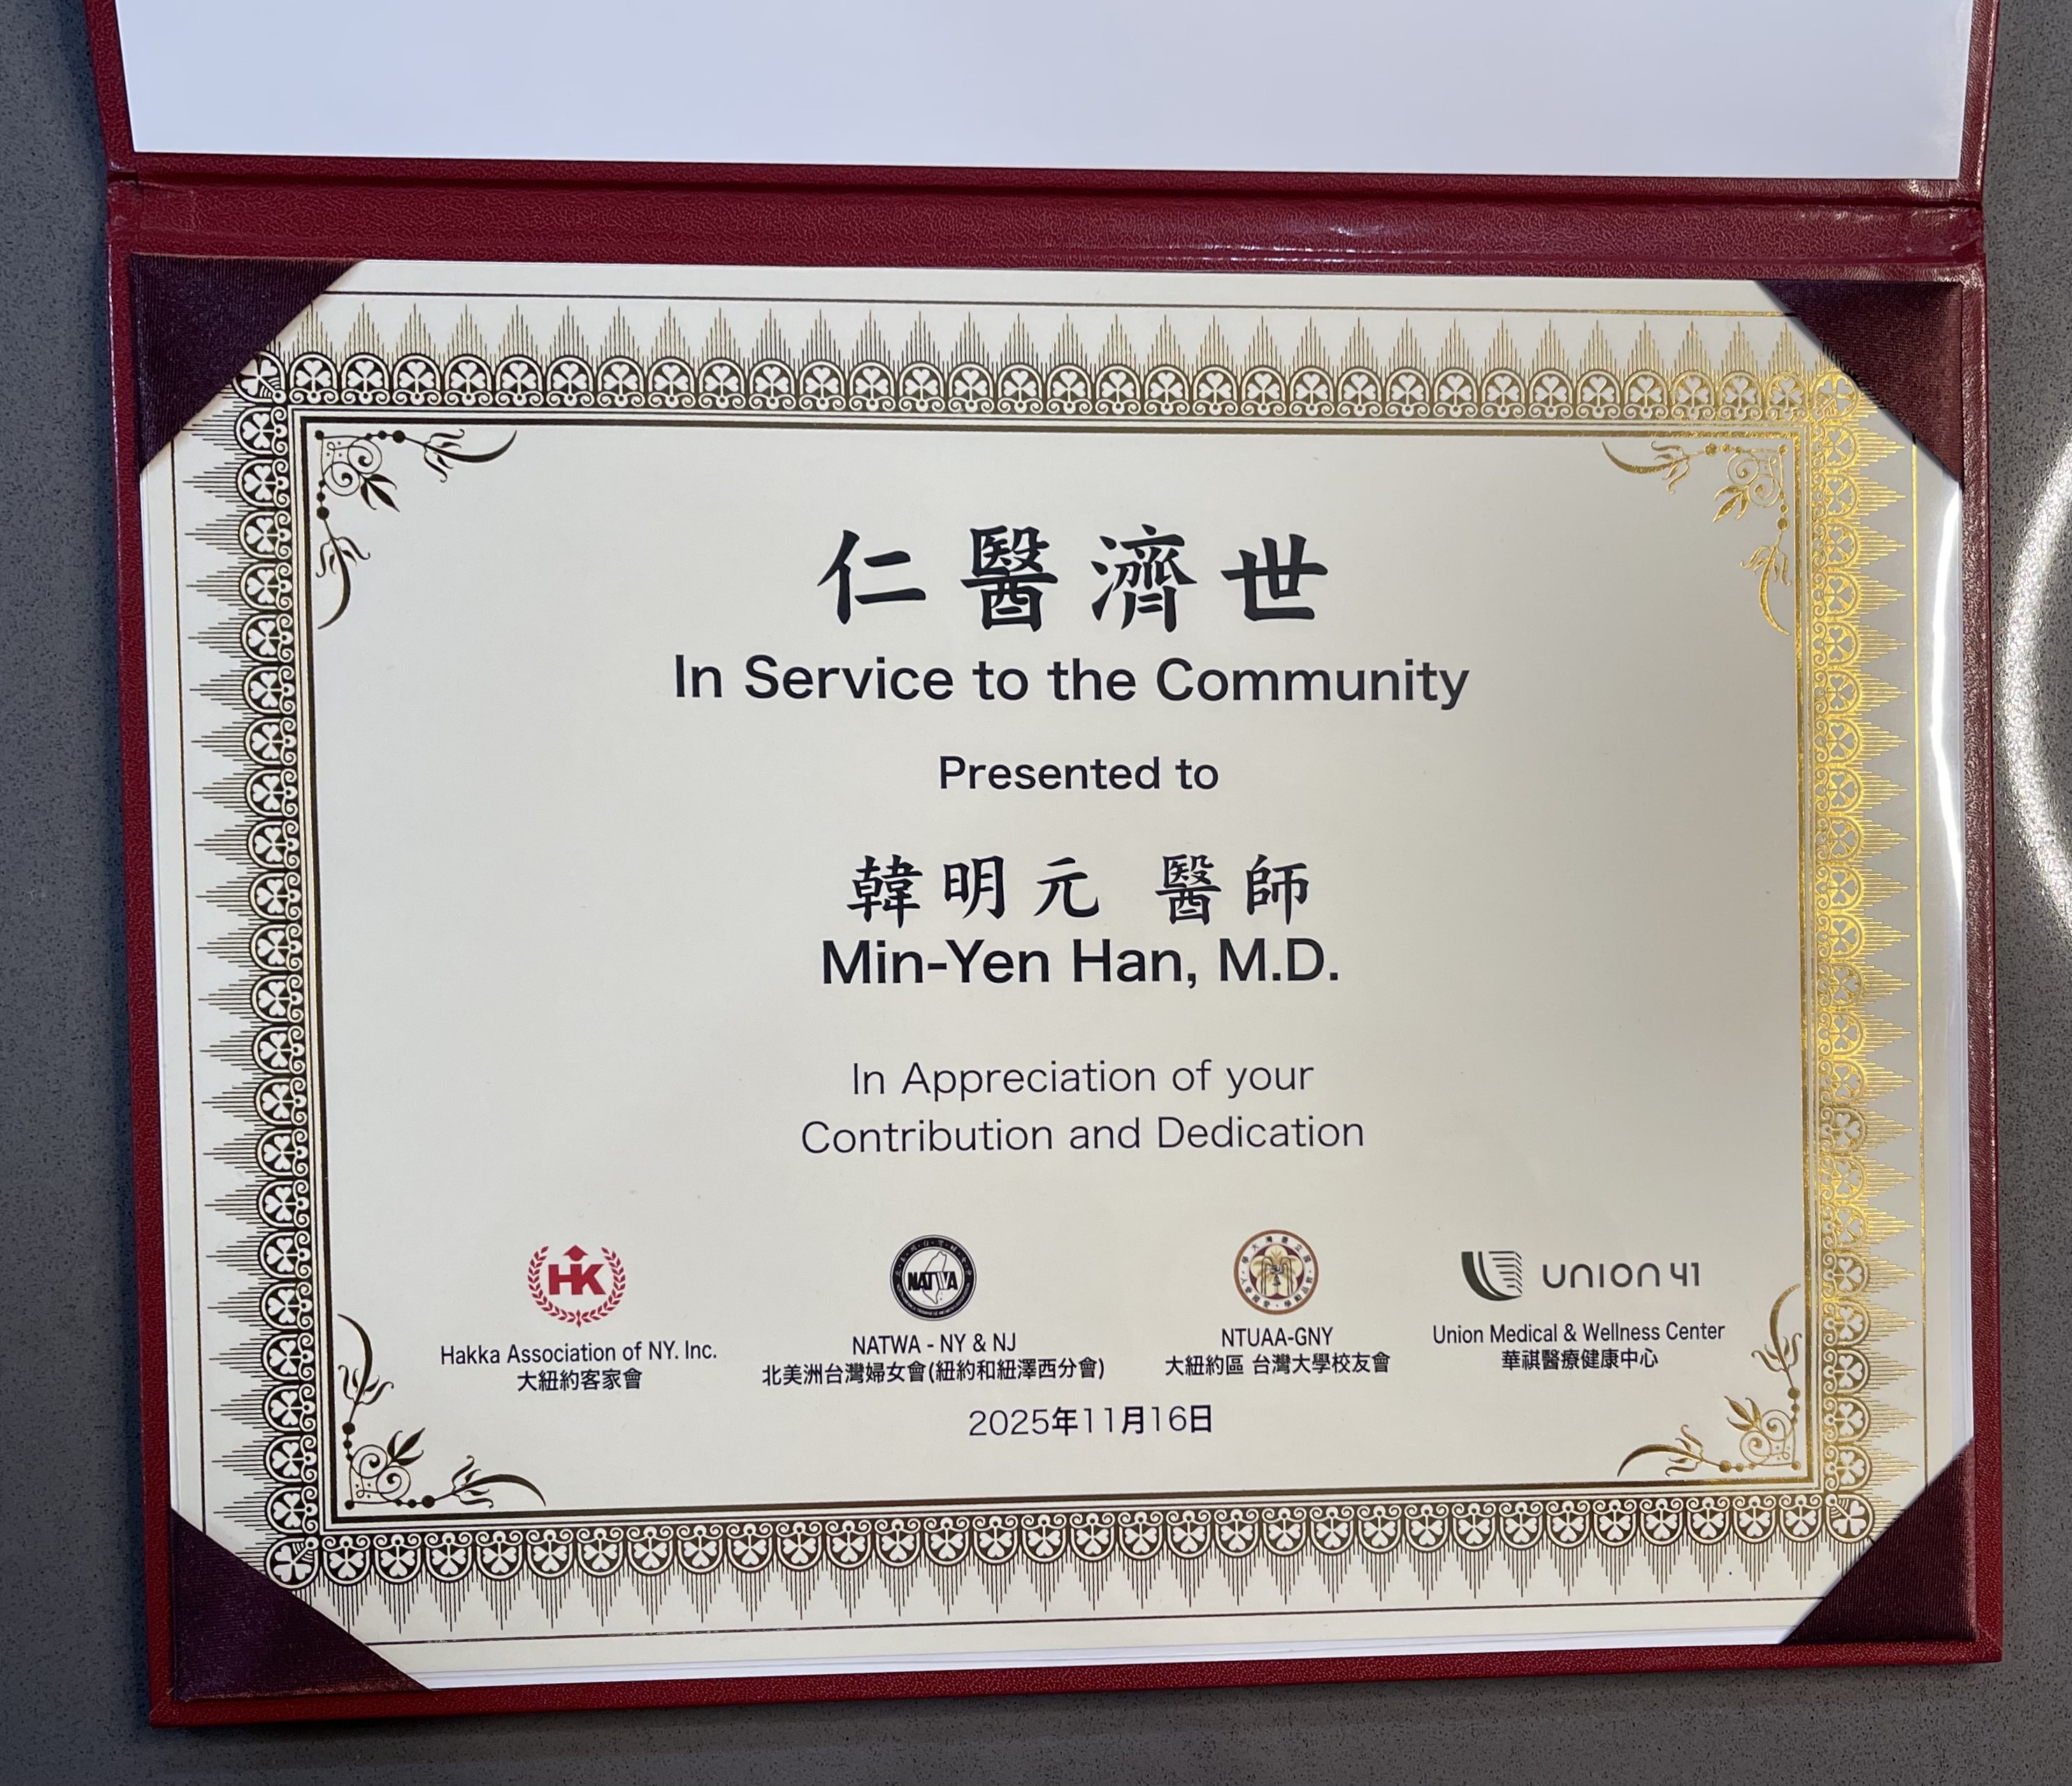 仁醫濟世
In Service to the Community
Presented to
韓明元 醫師
Min-Yen Han, M.D.
In Appreciation of your
Contribution and Dedication
HK
Hakka Association of NY. Inc.
大紐約客家會
NATWA
NATWA - NY & NJ
北美洲台灣婦女會(紐約和紐澤西分會)
NTUAA-GNY
大紐約區 台灣大學校友會
UNION 41
Union Medical & Wellness Center
華祺醫療健康中心
2025年11月16日